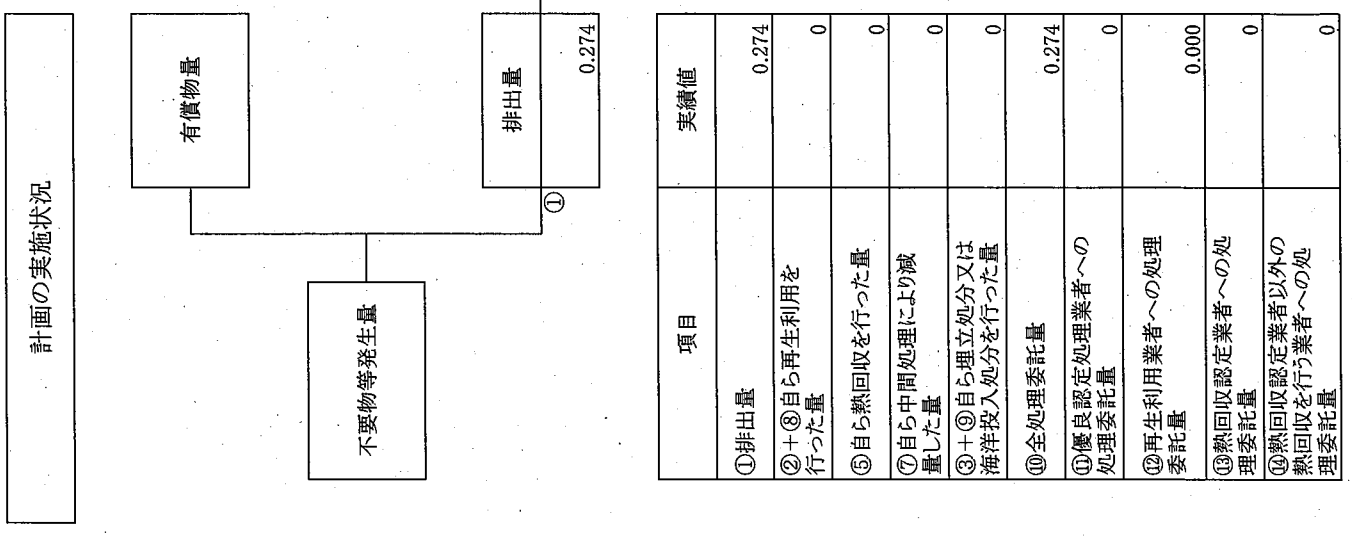 計画の実施状況
有償物量
不要物等発生量
①
排出量
0.274
項目
実績値
①排出量
0.274
②+⑧自ら再生利用を
行った量
0
⑤自ら熱回収を行った量
0
⑦自ら中間処理により減
量した量
0
③+⑨自ら埋立処分又は
海洋投入処分を行った量
0
⑩全処理委託量
0.274
⑪優良認定処理業者への
処理委託量
0
⑫再生利用業者への処理
委託量
0.000
⑬熱回収認定業者への処
理委託量
0
⑭熱回収認定業者以外の
熱回収を行う業者への処
理委託量
0